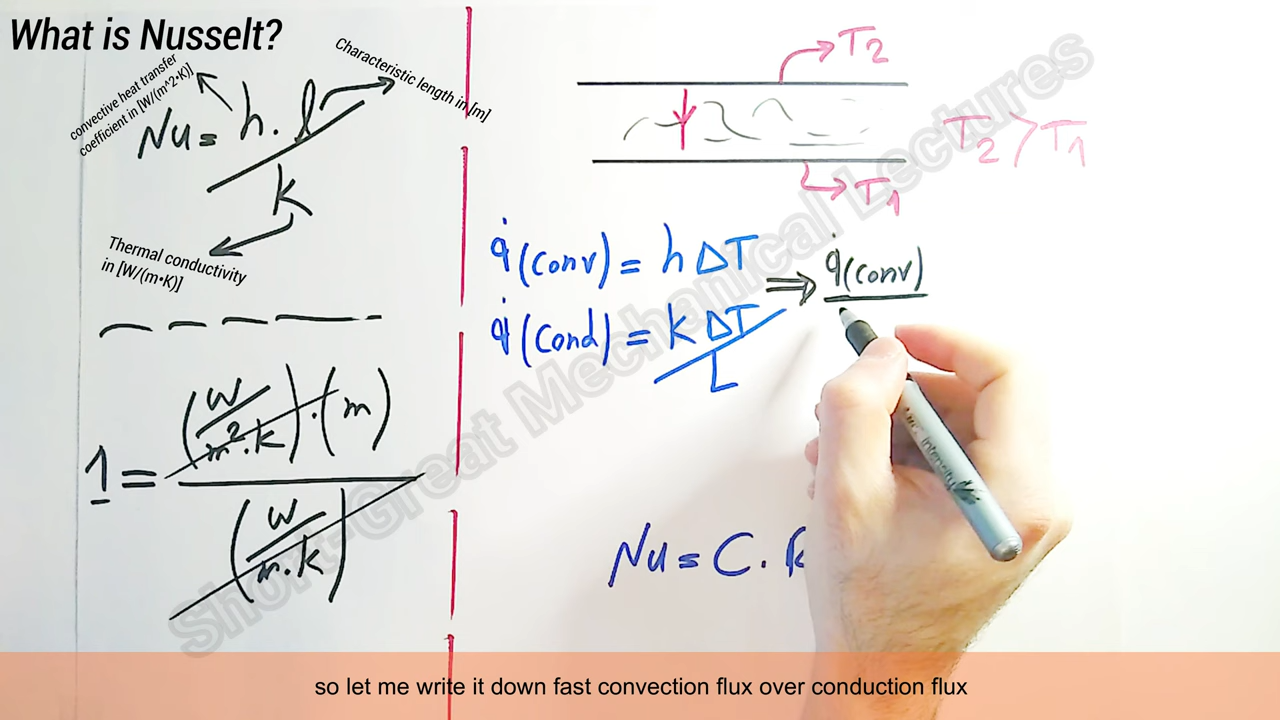 What is Nusselt?
convective heat transfer
coefficient in [W/(m^2•K)]
Characteristic length in [m]
Nu = h . l / k
Thermal conductivity
in [W/(m•K)]
1 = (W / m². k) . (m) / (W / m. k)
T2
T1
T2 > T1
q̇ (conv) = h ΔT
q̇ (cond) = k ΔT / L
⇒ q̇ (conv)
Nu = C.
Short-Great Mechanical Lectures
so let me write it down fast convection flux over conduction flux